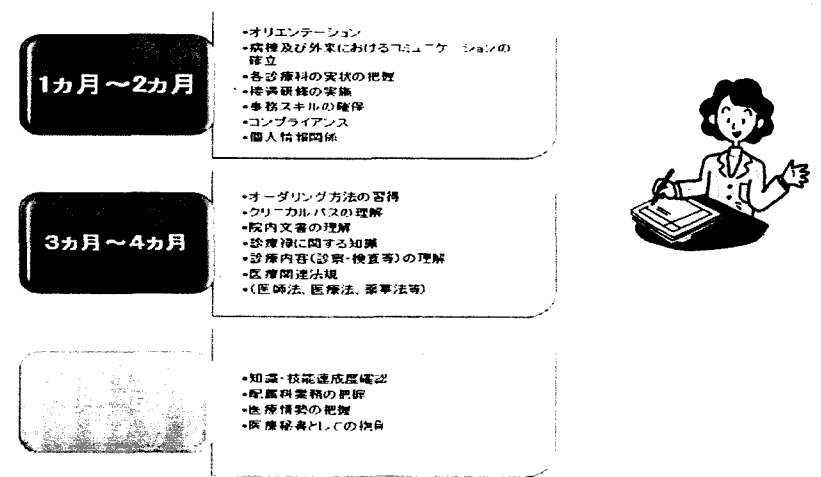 1カ月～2カ月
•オリエンテーション
•病棟及び外来におけるコミュニケーションの
確立
•各診療科の実状の把握
•接遇研修の実施
•事務スキルの確保
•コンプライアンス
•個人情報関係
3カ月～4カ月
•オーダリング方法の習得
•クリニカルパスの理解
•院内文書の理解
•診療録に関する知識
•診療内容(診察・検査等)の理解
•医療関連法規
•(医師法、医療法、薬事法等)
•知識・技能達成度確認
•配属科業務の把握
•医療情勢の把握
•医療秘書としての抱負